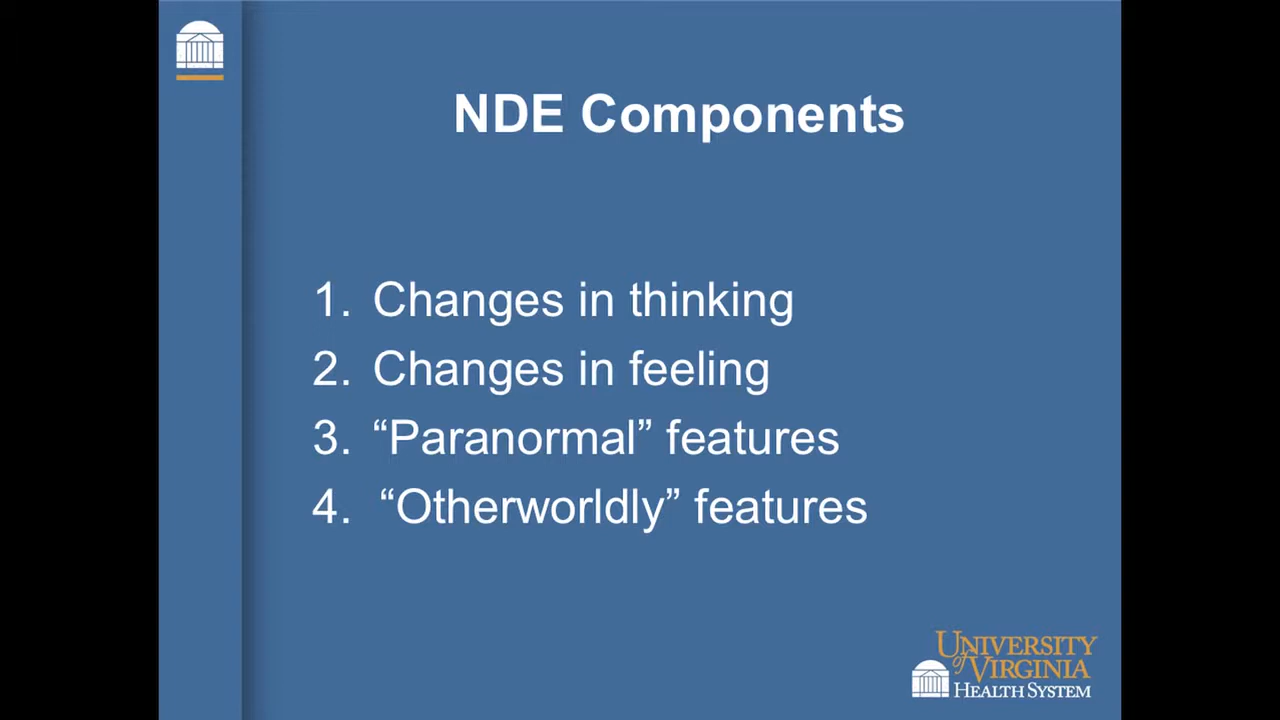 NDE Components
1. Changes in thinking
2. Changes in feeling
3. “Paranormal” features
4. “Otherworldly” features
UNIVERSITY
of VIRGINIA
HEALTH SYSTEM